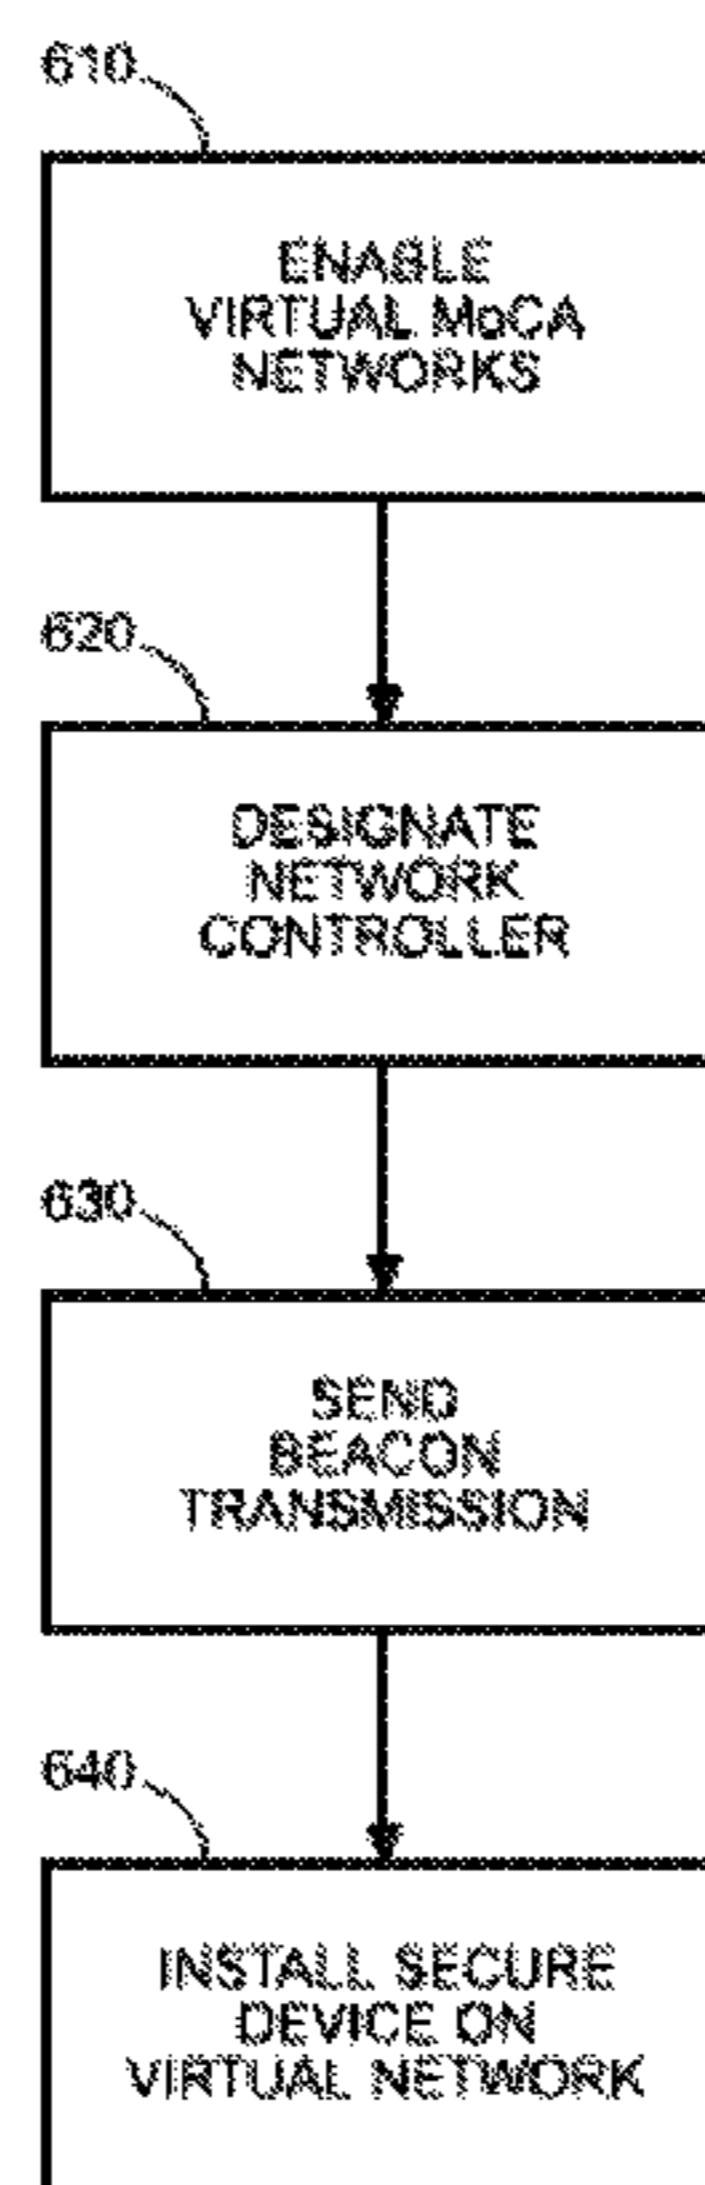 610
ENABLE
VIRTUAL MoCA
NETWORKS
620
DESIGNATE
NETWORK
CONTROLLER
630
SEND
BEACON
TRANSMISSION
640
INSTALL SECURE
DEVICE ON
VIRTUAL NETWORK